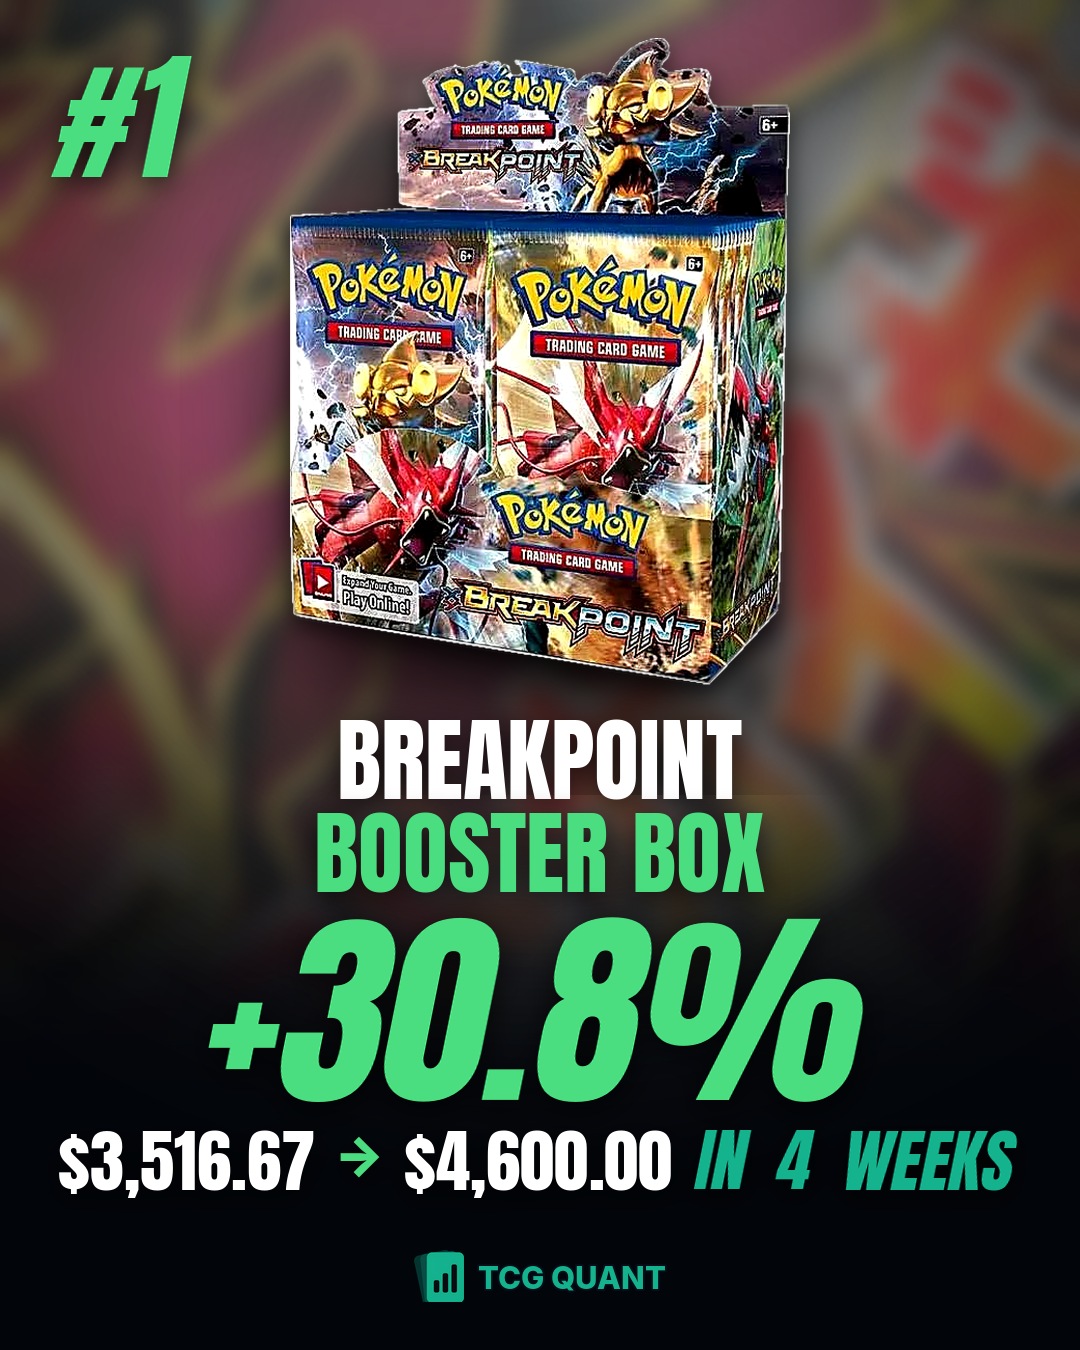 #1
POKéMON
TRADING CARD GAME
BREAKPOINT
6+
POKéMON
TRADING CARD GAME
6+
POKéMON
TRADING CARD GAME
6+
POKéMON
TRADING CARD GAME
Expand Your Game.
Play Online!
BREAKPOINT
BREAKPOINT
BREAKPOINT
BOOSTER BOX
+30.8%
$3,516.67 → $4,600.00 IN 4 WEEKS
TCG QUANT